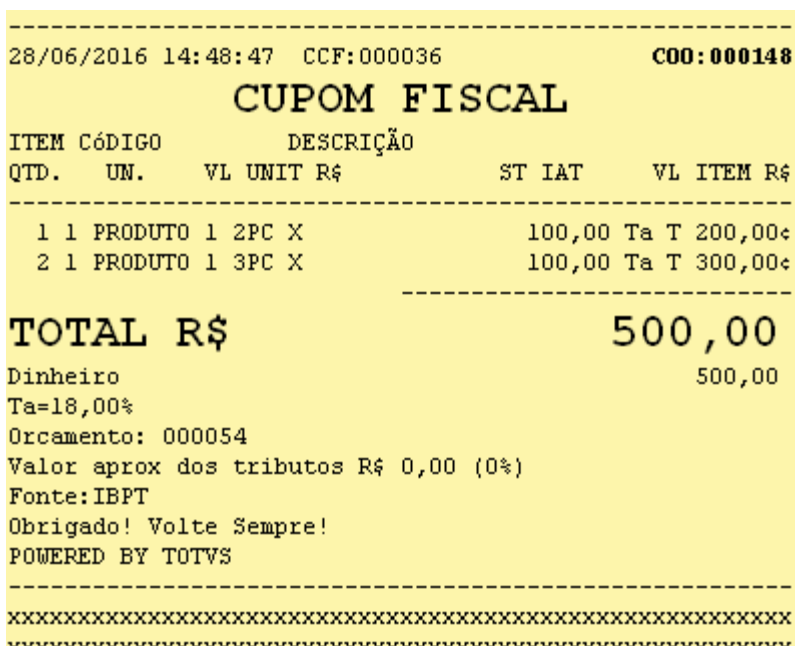 28/06/2016 14:48:47 CCF:000036 COO:000148
CUPOM FISCAL
ITEM CóDIGO DESCRIÇÃO
QTD. UN. VL UNIT R$ ST IAT VL ITEM R$
1 1 PRODUTO 1 2PC X 100,00 Ta T 200,00¢
2 1 PRODUTO 1 3PC X 100,00 Ta T 300,00¢
TOTAL R$ 500,00
Dinheiro 500,00
Ta=18,00%
Orcamento: 000054
Valor aprox dos tributos R$ 0,00 (0%)
Fonte:IBPT
Obrigado! Volte Sempre!
POWERED BY TOTVS
xxxxxxxxxxxxxxxxxxxxxxxxxxxxxxxxxxxxxxxxxxxxxxxxxxxxxxxx